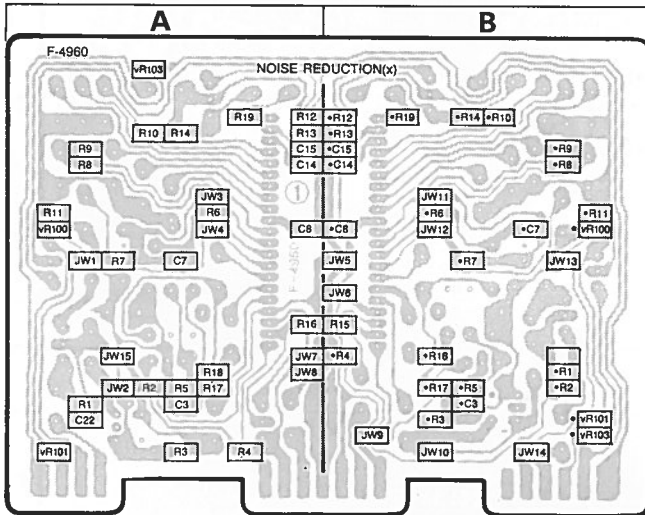 A B
F-4960
vR103 NOISE REDUCTION(x)
R19 R12 •R12 •R19 •R14 •R10
R10 R14 R13 •R13
R9 C15 •C15 •R9
R8 C14 •C14 •R8
1
JW3 JW11
R11 R6 •R6 •R11
vR100 JW4 C8 •C8 JW12 •C7 •vR100
JW1 R7 C7 JW5 •R7 JW13
JW6
R16 R15
JW15 JW7 •R4 •R16
R18 JW8 •R1
JW2 R2 R5 R17 •R17 •R5 •R2
R1 C3 •C3
C22 •R3 •vR101
JW9 •vR103
vR101 R3 R4 JW10 JW14